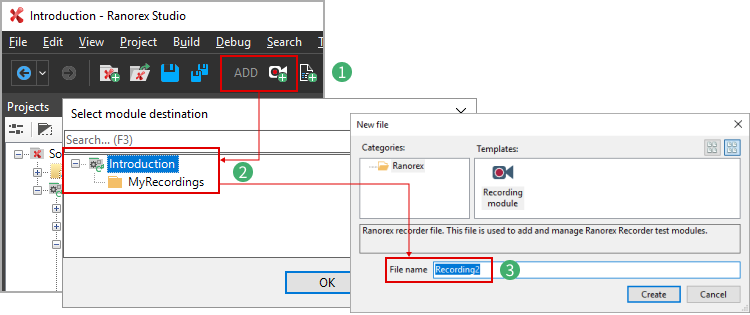 Introduction - Ranorex Studio
File Edit View Project Build Debug Search
ADD
1
Projects
Select module destination
Search... (F3)
Introduction
MyRecordings
2
OK
New file
Categories:
Ranorex
Templates:
Recording
module
Ranorex recorder file. This file is used to add and manage Ranorex Recorder test modules.
File name Recording2
3
Create Cancel